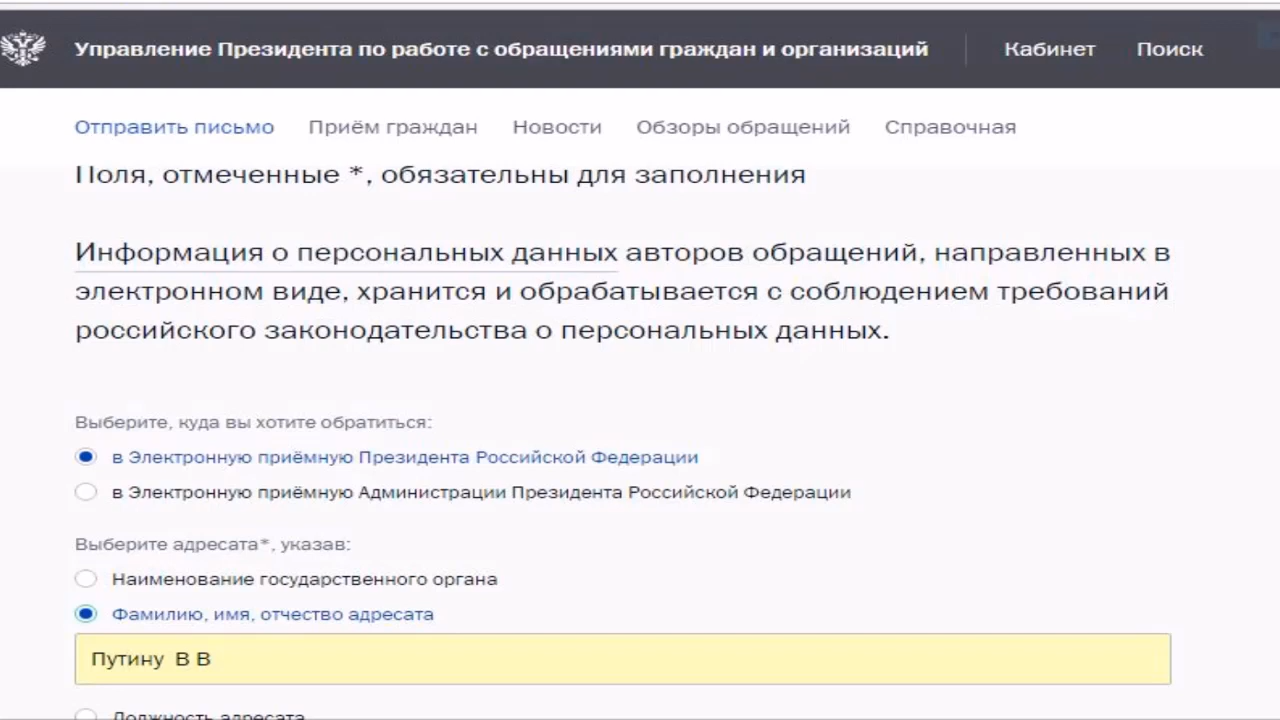 Управление Президента по работе с обращениями граждан и организаций Кабинет Поиск
Отправить письмо Приём граждан Новости Обзоры обращений Справочная
Поля, отмеченные *, обязательны для заполнения
Информация о персональных данных авторов обращений, направленных в
электронном виде, хранится и обрабатывается с соблюдением требований
российского законодательства о персональных данных.
Выберите, куда вы хотите обратиться:
в Электронную приёмную Президента Российской Федерации
в Электронную приёмную Администрации Президента Российской Федерации
Выберите адресата*, указав:
Наименование государственного органа
Фамилию, имя, отчество адресата
Путину В В
Должность адресата